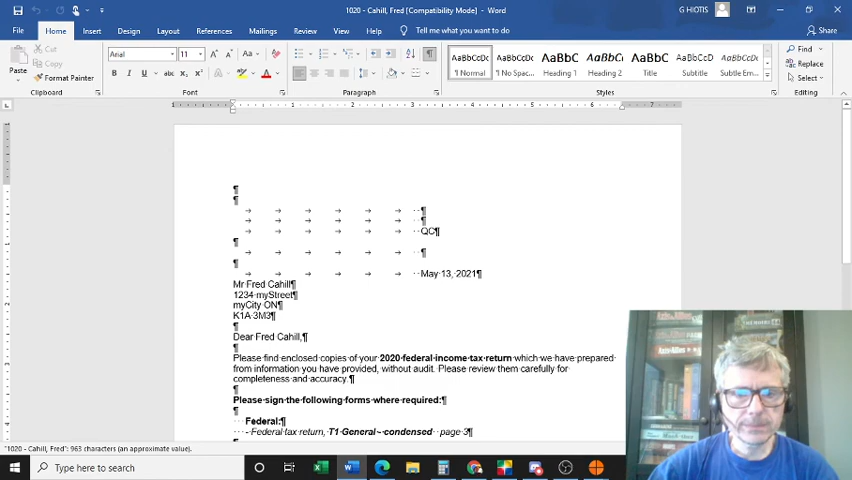 1020 - Cahill, Fred [Compatibility Mode] - Word
G HIOTIS
File Home Insert Design Layout References Mailings Review View Help Tell me what you want to do Share
Paste
Cut
Copy
Format Painter
Clipboard
Arial 11
Font
Paragraph
AaBbCcDc ¶ Normal
AaBbCcDc ¶ No Spac...
AaBbC Heading 1
AaBbCc Heading 2
AaBbC Title
AaBbCcD Subtitle
AaBbCcDc Subtle Em...
Styles
Find
Replace
Select
Editing
QC¶
May 13, 2021¶
Mr Fred Cahill¶
1234 myStreet¶
myCity ON¶
K1A 3M3¶
Dear Fred Cahill,¶
Please find enclosed copies of your 2020 federal income tax return which we have prepared
from information you have provided, without audit. Please review them carefully for
completeness and accuracy.¶
Please sign the following forms where required:¶
Federal:¶
- Federal tax return, T1 General – condensed page 3¶
"1020 - Cahill, Fred": 963 characters (an approximate value).
100%
Type here to search